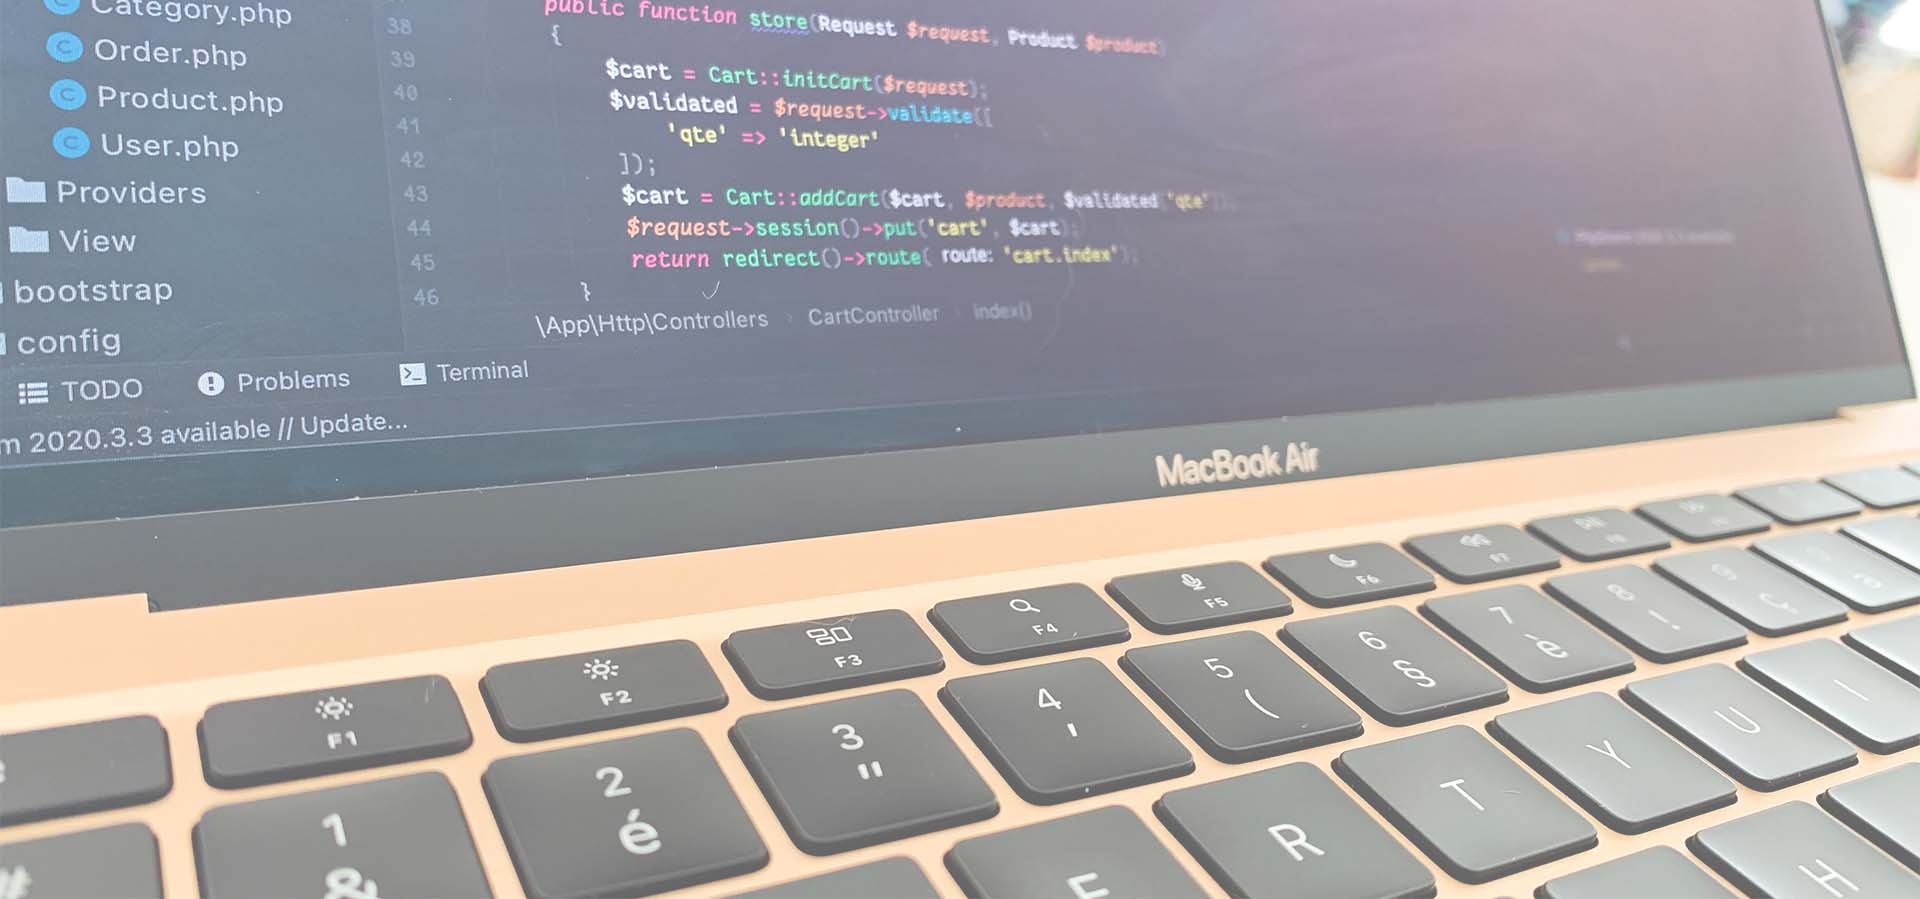 Category.php
Order.php
Product.php
User.php
Providers
View
bootstrap
config
38
39
40
41
42
43
44
45
46
public function store(Request $request, Product $product)
{
$cart = Cart::initCart($request);
$validated = $request->validate([
'qte' => 'integer'
]);
$cart = Cart::addCart($cart, $product, $validated['qte']);
$request->session()->put('cart', $cart);
return redirect()->route( route: 'cart.index');
}
\App\Http\Controllers › CartController › index()
TODO Problems Terminal
m 2020.3.3 available // Update...
MacBook Air
F1 F2 F3 F4 F5 F6 F7
# 1 2 3 4 5 6 7 8
& é " ' ( § è !
R T Y U I
H